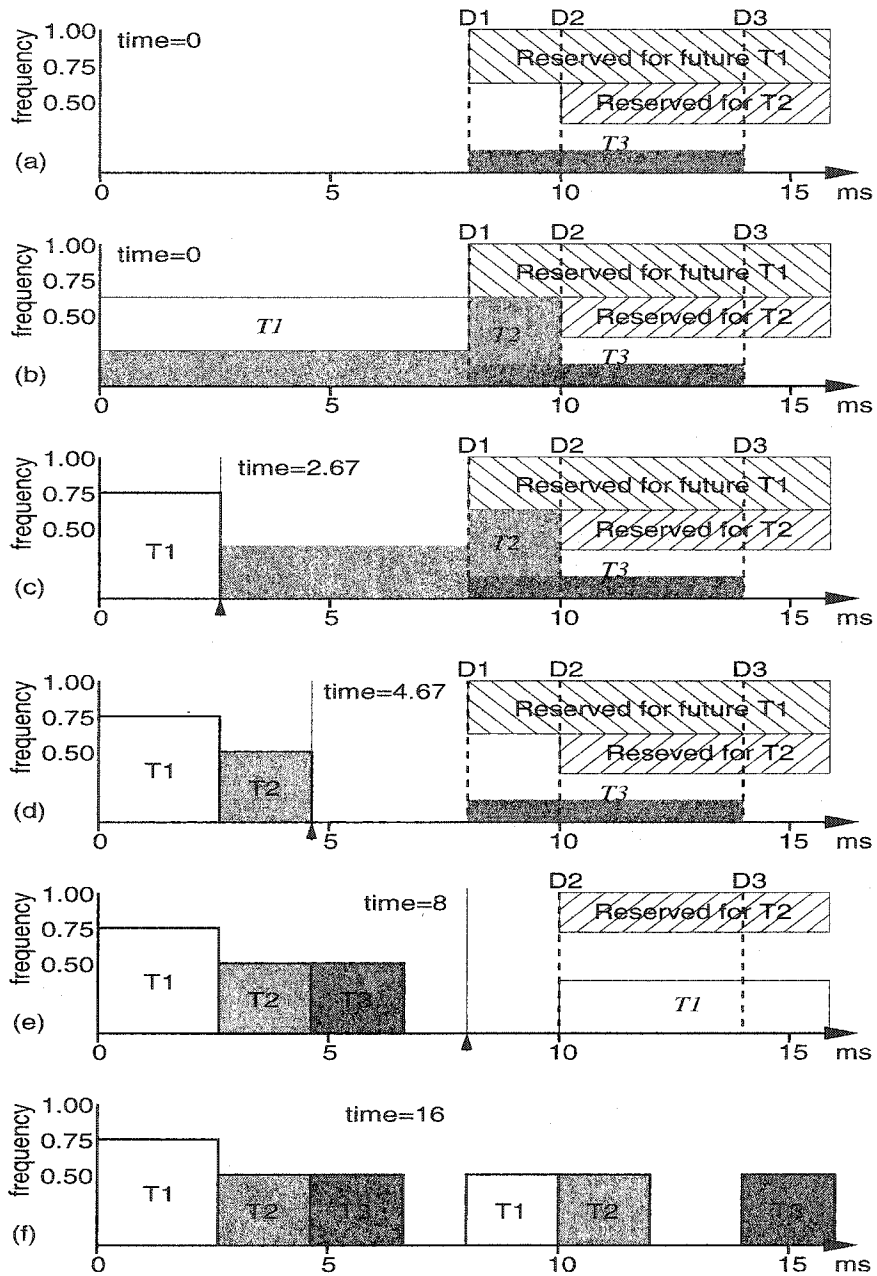 D1 D2 D3
1.00
0.75
0.50
frequency
time=0
Reserved for future T1
Reserved for T2
T3
(a)
0 5 10 15 ms
D1 D2 D3
1.00
0.75
0.50
frequency
time=0
Reserved for future T1
T1
T2
Reserved for T2
T3
(b)
0 5 10 15 ms
D1 D2 D3
1.00
0.75
0.50
frequency
time=2.67
Reserved for future T1
T1
T2
Reserved for T2
T3
(c)
0 5 10 15 ms
D1 D2 D3
1.00
0.75
0.50
frequency
time=4.67
Reserved for future T1
Reseved for T2
T1
T2
T3
(d)
0 5 10 15 ms
D2 D3
1.00
0.75
0.50
frequency
time=8
Reserved for T2
T1
T2
T3
T1
(e)
0 5 10 15 ms
1.00
0.75
0.50
frequency
time=16
T1
T2
T3
T1
T2
T3
(f)
0 5 10 15 ms